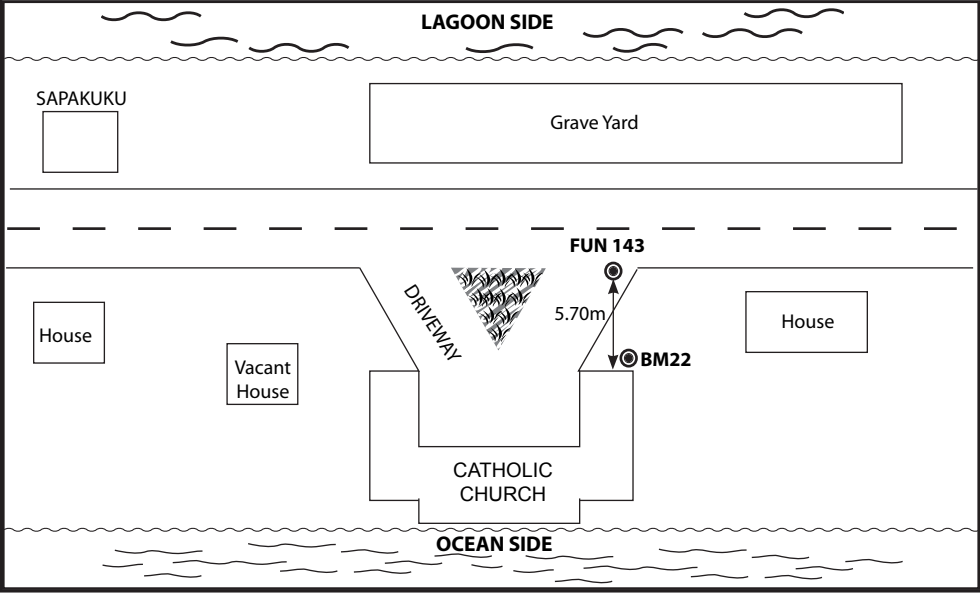 LAGOON SIDE
SAPAKUKU
Grave Yard
FUN 143
DRIVEWAY
5.70m
House
House
BM22
Vacant
House
CATHOLIC
CHURCH
OCEAN SIDE